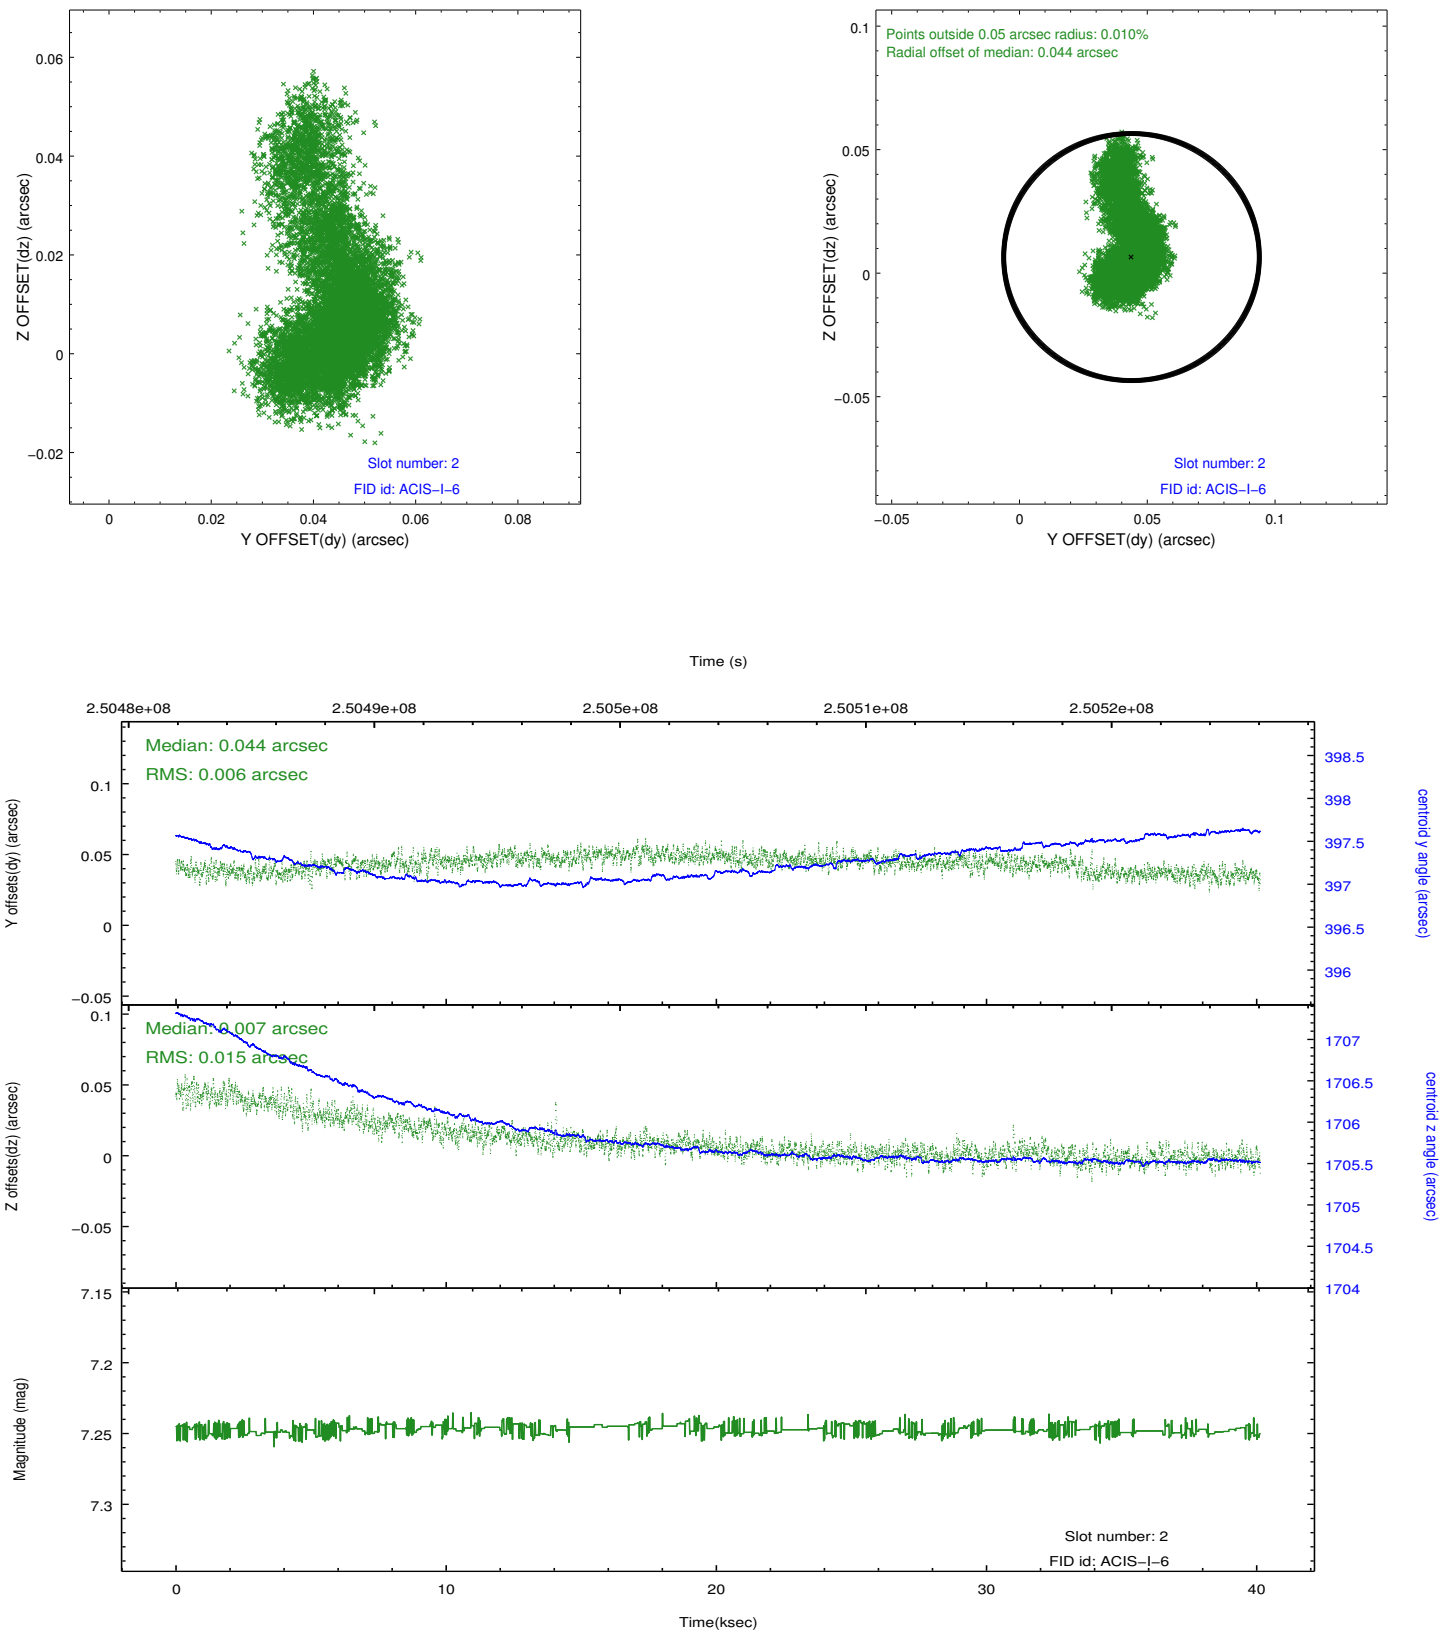 0.06
0.04
0.02
0
−0.02
Z OFFSET(dz) (arcsec)
Slot number: 2
FID id: ACIS−I−6
0
0.02
0.04
0.06
0.08
Y OFFSET(dy) (arcsec)
Points outside 0.05 arcsec radius: 0.010%
Radial offset of median: 0.044 arcsec
0.1
0.05
0
−0.05
Z OFFSET(dz) (arcsec)
Slot number: 2
FID id: ACIS−I−6
−0.05
0
0.05
0.1
Y OFFSET(dy) (arcsec)
Time (s)
2.5048e+08
2.5049e+08
2.505e+08
2.5051e+08
2.5052e+08
Median: 0.044 arcsec
RMS: 0.006 arcsec
0.1
0.05
0
−0.05
Y offsets(dy) (arcsec)
398.5
398
397.5
397
396.5
396
centroid y angle (arcsec)
Median: 0.007 arcsec
RMS: 0.015 arcsec
0.1
0.05
0
−0.05
Z offsets(dz) (arcsec)
1707
1706.5
1706
1705.5
1705
1704.5
1704
centroid z angle (arcsec)
7.15
7.2
7.25
7.3
Magnitude (mag)
Slot number: 2
FID id: ACIS−I−6
0
10
20
30
40
Time(ksec)